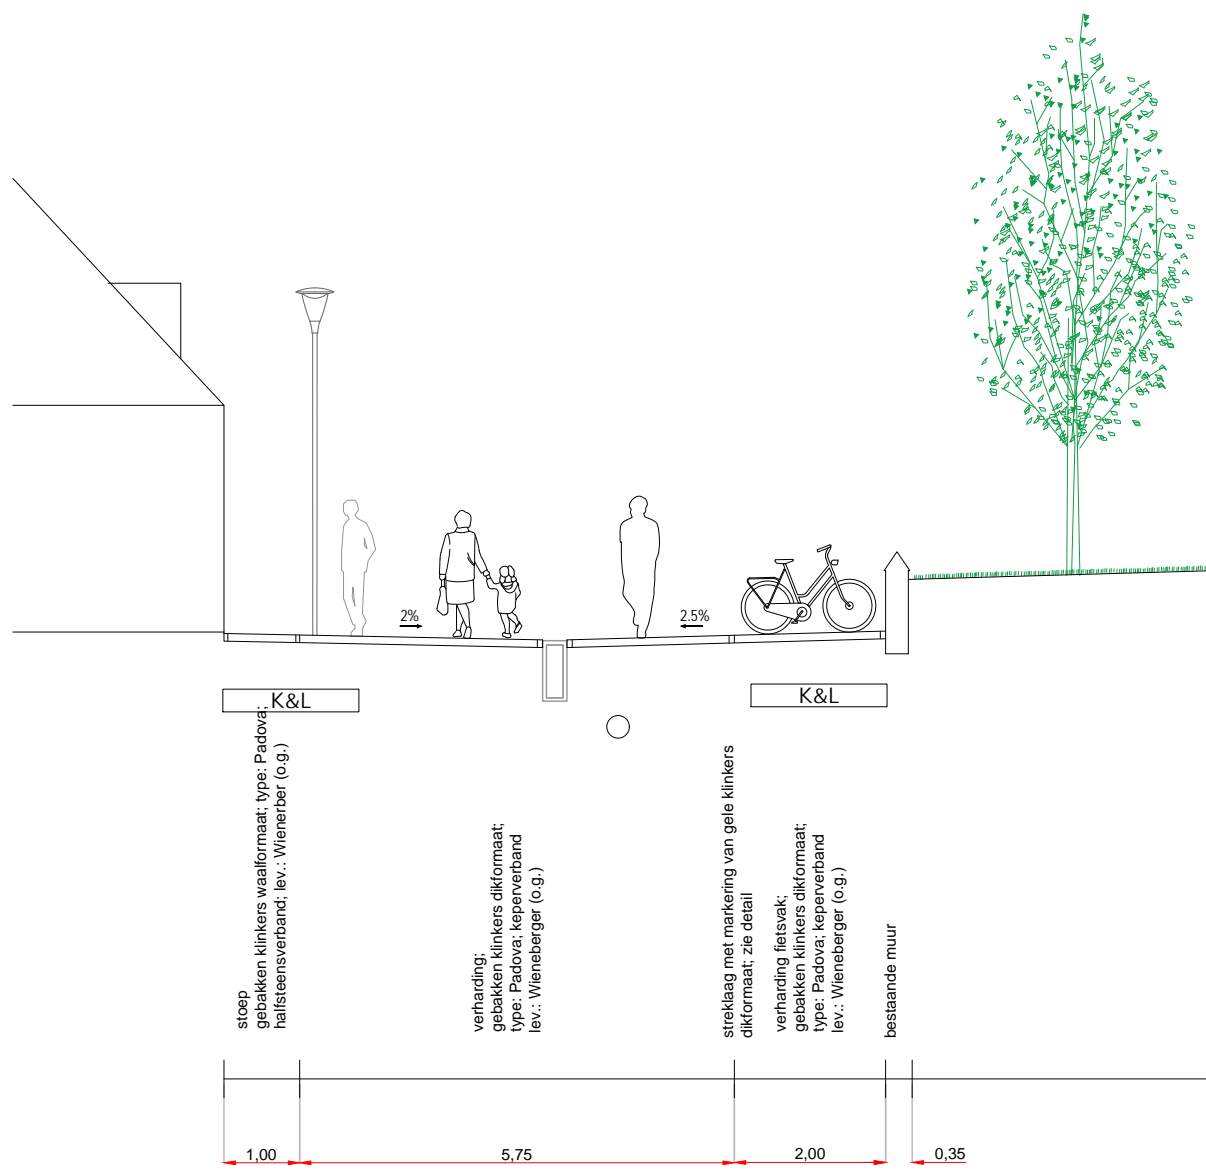 2%
2.5%
K&L
K&L
stoep
gebakken klinkers waalformaat; type: Padova;
halfsteensverband; lev.: Wienerber (o.g.)
verharding;
gebakken klinkers dikformaat;
type: Padova; keperverband
lev.: Wieneberger (o.g.)
streklaag met markering van gele klinkers
dikformaat; zie detail
verharding fietsvak;
gebakken klinkers dikformaat;
type: Padova; keperverband
lev.: Wieneberger (o.g.)
bestaande muur
1,00
5,75
2,00
0,35